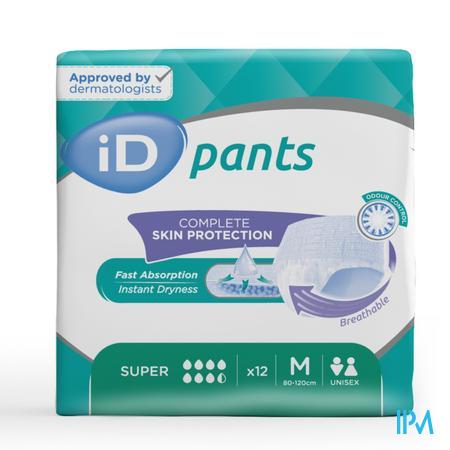 Approved by
dermatologists
iD pants
ODOUR CONTROL
COMPLETE
SKIN PROTECTION
Fast Absorption
Instant Dryness
Breathable
SUPER x12 M
80-120cm UNISEX
IPM